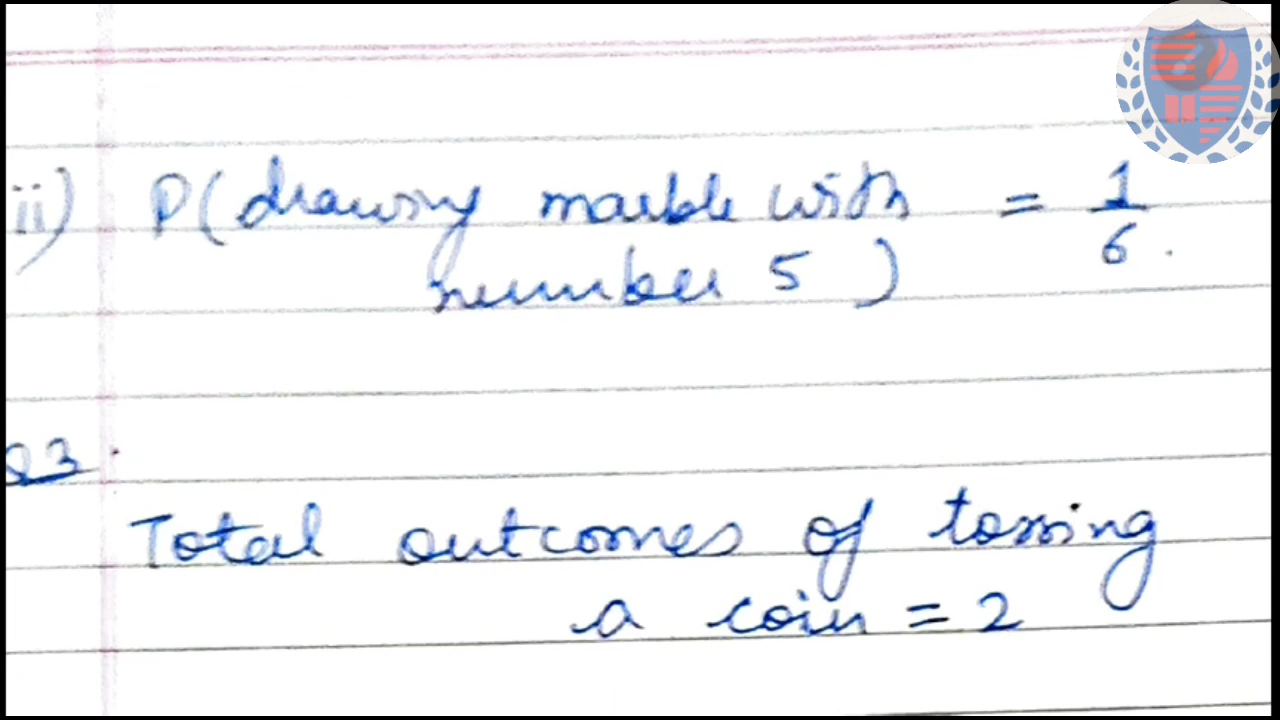 ii) P(drawing marble with = 1/6.
number 5)
Q3.
Total outcomes of tossing
a coin = 2